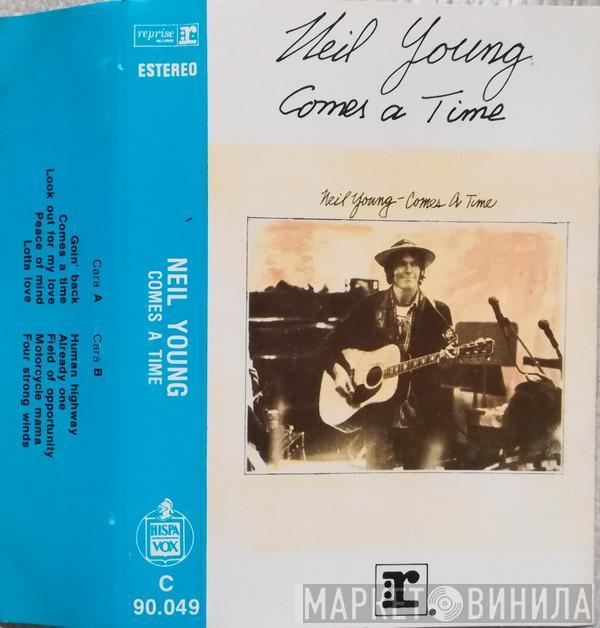 reprise
RECORDS
r
ESTEREO
Cara A
Goin' back
Comes a time
Look out for my love
Peace of mind
Lotta love
Cara B
Human highway
Already one
Field of opportunity
Motorcycle mama
Four strong winds
NEIL YOUNG
COMES A TIME
HISPA
VOX
C
90.049
Neil Young
Comes a Time
Neil Young - Comes A Time
r
МАРКЕТ ВИНИЛА